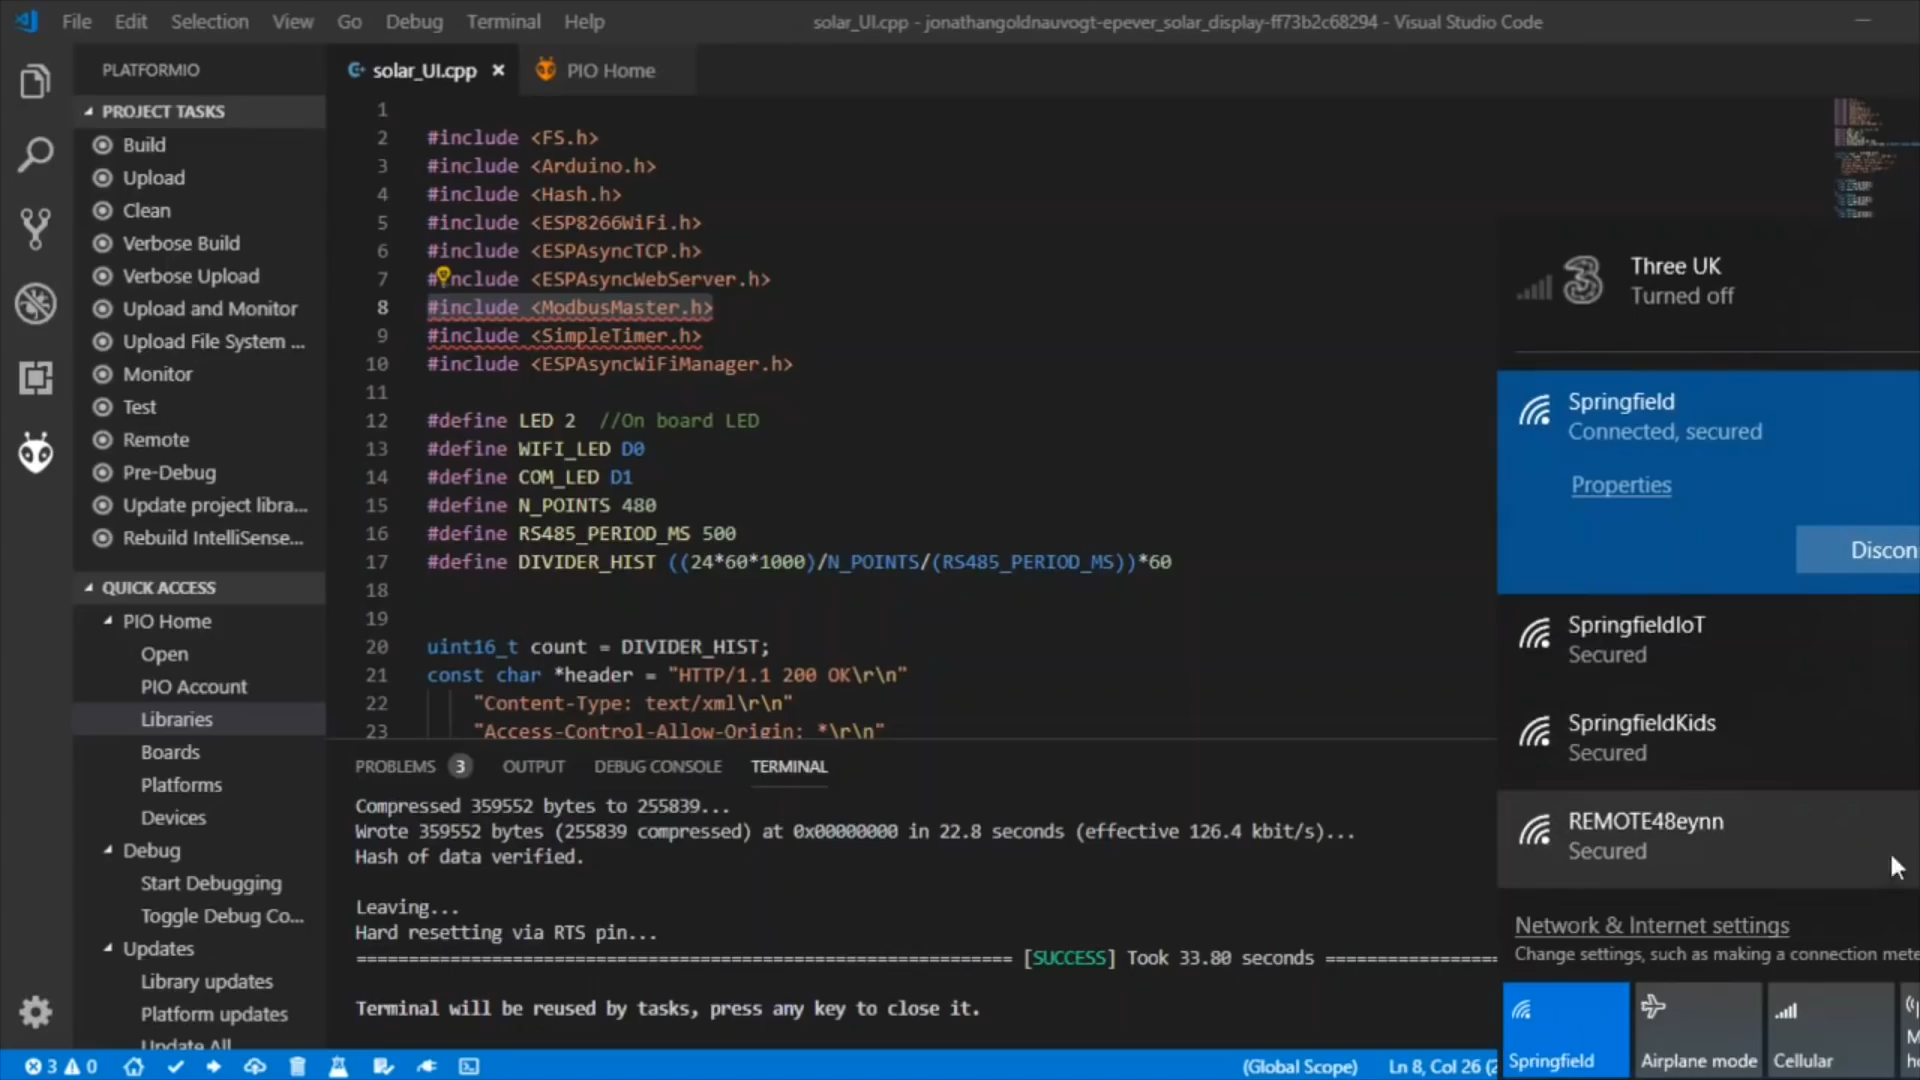 File Edit Selection View Go Debug Terminal Help
solar_UI.cpp - jonathangoldnauvogt-epever_solar_display-ff73b2c68294 - Visual Studio Code
PLATFORMIO
PROJECT TASKS
Build
Upload
Clean
Verbose Build
Verbose Upload
Upload and Monitor
Upload File System ...
Monitor
Test
Remote
Pre-Debug
Update project libra...
Rebuild IntelliSense...
QUICK ACCESS
PIO Home
Open
PIO Account
Libraries
Boards
Platforms
Devices
Debug
Start Debugging
Toggle Debug Co...
Updates
Library updates
Platform updates
Update All
solar_UI.cpp
PIO Home
1
2 #include <FS.h>
3 #include <Arduino.h>
4 #include <Hash.h>
5 #include <ESP8266WiFi.h>
6 #include <ESPAsyncTCP.h>
7 #include <ESPAsyncWebServer.h>
8 #include <ModbusMaster.h>
9 #include <SimpleTimer.h>
10 #include <ESPAsyncWiFiManager.h>
11
12 #define LED 2 //On board LED
13 #define WIFI_LED D0
14 #define COM_LED D1
15 #define N_POINTS 480
16 #define RS485_PERIOD_MS 500
17 #define DIVIDER_HIST ((24*60*1000)/N_POINTS/(RS485_PERIOD_MS))*60
18
19
20 uint16_t count = DIVIDER_HIST;
21 const char *header = "HTTP/1.1 200 OK\r\n"
22 "Content-Type: text/xml\r\n"
23 "Access-Control-Allow-Origin: *\r\n"
PROBLEMS 3 OUTPUT DEBUG CONSOLE TERMINAL
Compressed 359552 bytes to 255839...
Wrote 359552 bytes (255839 compressed) at 0x00000000 in 22.8 seconds (effective 126.4 kbit/s)...
Hash of data verified.
Leaving...
Hard resetting via RTS pin...
========================================================= [SUCCESS] Took 33.80 seconds ===============
Terminal will be reused by tasks, press any key to close it.
Three UK
Turned off
Springfield
Connected, secured
Properties
Discon
SpringfieldIoT
Secured
SpringfieldKids
Secured
REMOTE48eynn
Secured
Network & Internet settings
Change settings, such as making a connection mete
Springfield
Airplane mode
Cellular
3 0
(Global Scope)
Ln 8, Col 26 (2